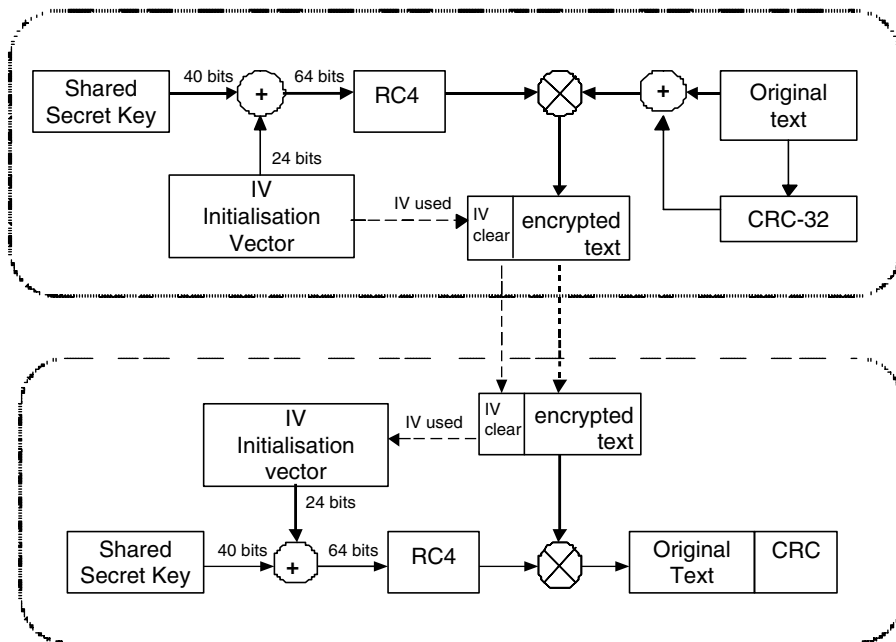 Shared
Secret Key
40 bits
+
64 bits
RC4
+
Original
text
24 bits
IV
Initialisation
Vector
IV used
IV
clear
encrypted
text
CRC-32
IV
clear
encrypted
text
IV used
IV
Initialisation
vector
24 bits
Shared
Secret Key
40 bits
+
64 bits
RC4
Original
Text
CRC